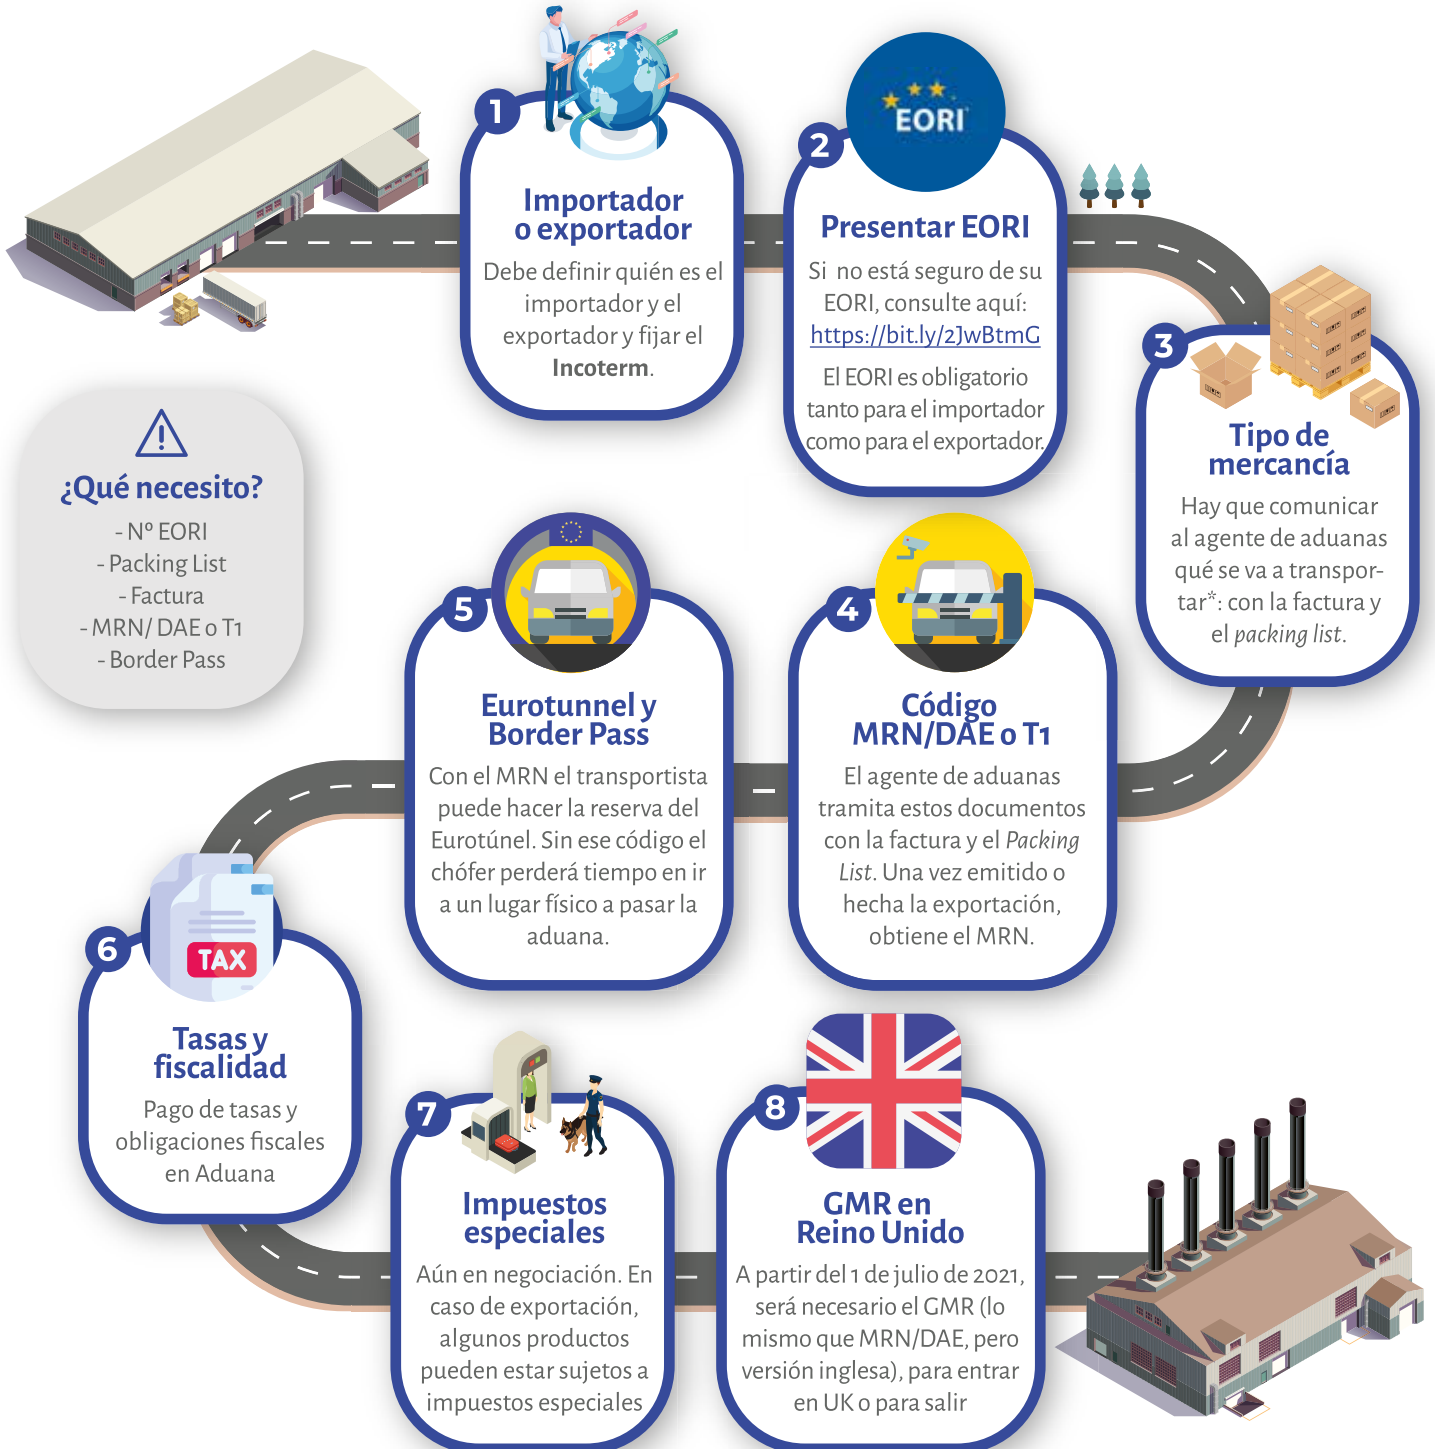 1
Importador
o exportador
Debe definir quién es el
importador y el
exportador y fijar el
Incoterm.
EORI
2
Presentar EORI
Si no está seguro de su
EORI, consulte aquí:
https://bit.ly/2JwBtmG
El EORI es obligatorio
tanto para el importador
como para el exportador.
3
Tipo de
mercancía
Hay que comunicar
al agente de aduanas
qué se va a transpor-
tar*: con la factura y
el packing list.
¿Qué necesito?
- Nº EORI
- Packing List
- Factura
- MRN/ DAE o T1
- Border Pass
4
Código
MRN/DAE o T1
El agente de aduanas
tramita estos documentos
con la factura y el Packing
List. Una vez emitido o
hecha la exportación,
obtiene el MRN.
5
Eurotunnel y
Border Pass
Con el MRN el transportista
puede hacer la reserva del
Eurotúnel. Sin ese código el
chófer perderá tiempo en ir
a un lugar físico a pasar la
aduana.
6
TAX
Tasas y
fiscalidad
Pago de tasas y
obligaciones fiscales
en Aduana
7
Impuestos
especiales
Aún en negociación. En
caso de exportación,
algunos productos
pueden estar sujetos a
impuestos especiales
8
GMR en
Reino Unido
A partir del 1 de julio de 2021,
será necesario el GMR (lo
mismo que MRN/DAE, pero
versión inglesa), para entrar
en UK o para salir